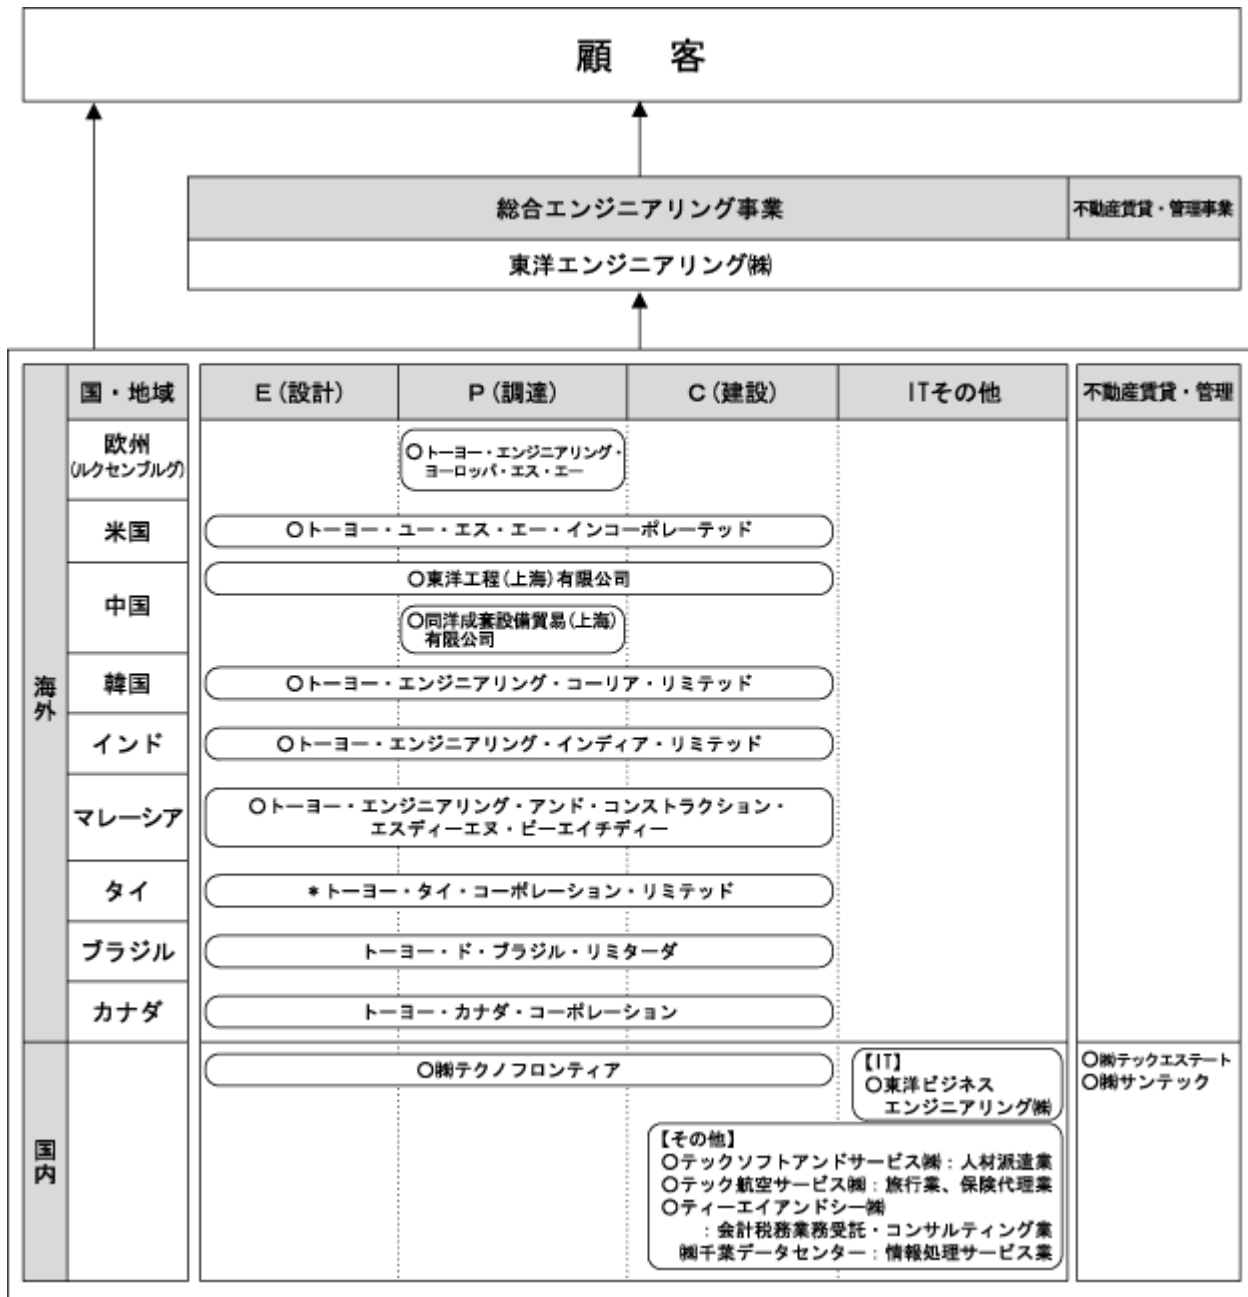 顧 客
総合エンジニアリング事業
不動産賃貸・管理事業
東洋エンジニアリング㈱
国・地域
E(設計)
P(調達)
C(建設)
ITその他
不動産賃貸・管理
海外
欧州
(ルクセンブルグ)
○トーヨー・エンジニアリング・
ヨーロッパ・エス・エー
米国
○トーヨー・ユー・エス・エー・インコーポレーテッド
中国
○東洋工程(上海)有限公司
○同洋成套設備貿易(上海)
有限公司
韓国
○トーヨー・エンジニアリング・コーリア・リミテッド
インド
○トーヨー・エンジニアリング・インディア・リミテッド
マレーシア
○トーヨー・エンジニアリング・アンド・コンストラクション・
エスディーエヌ・ビーエイチディー
タイ
*トーヨー・タイ・コーポレーション・リミテッド
ブラジル
トーヨー・ド・ブラジル・リミターダ
カナダ
トーヨー・カナダ・コーポレーション
国内
○㈱テクノフロンティア
【IT】
○東洋ビジネス
エンジニアリング㈱
○㈱テックエステート
○㈱サンテック
【その他】
○テックソフトアンドサービス㈱:人材派遣業
○テック航空サービス㈱:旅行業、保険代理業
○ティーエイアンドシー㈱
:会計税務業務受託・コンサルティング業
㈱千葉データセンター:情報処理サービス業